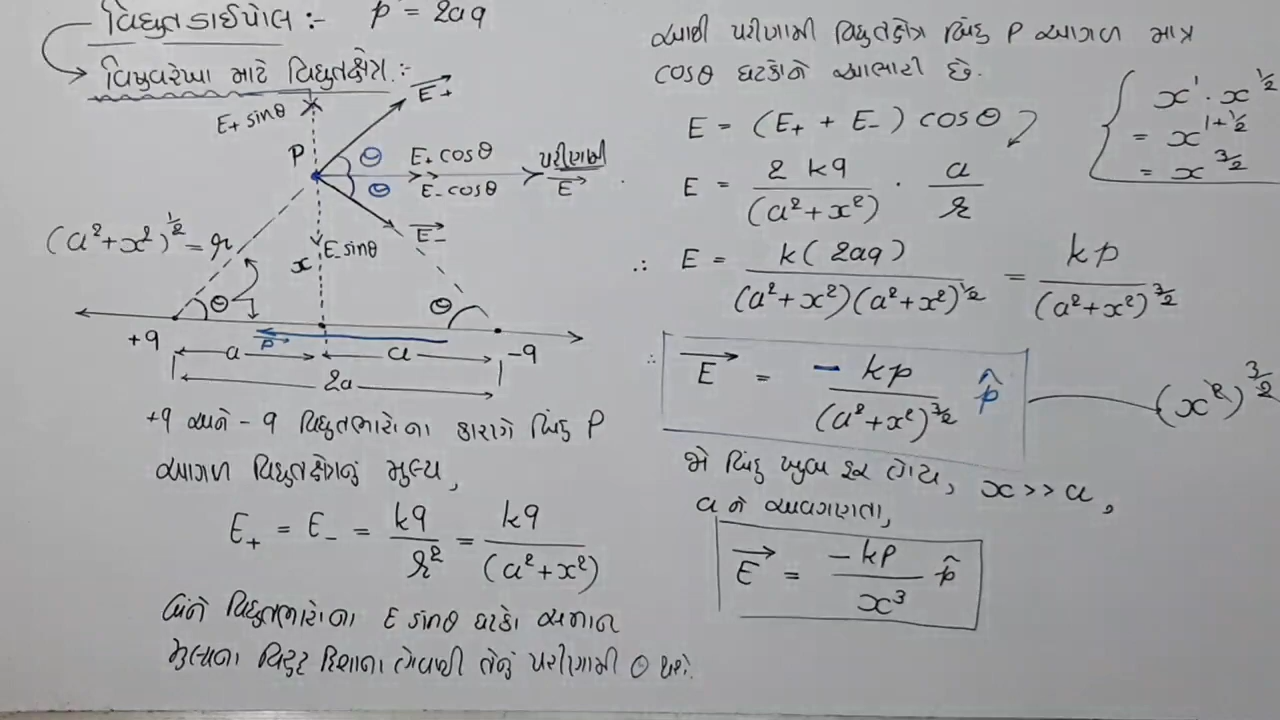 વિદ્યુત ડાઈપોલ :- p = 2aq
વિષુવરેખા માટે વિદ્યુતક્ષેત્ર :-
E+ sinθ
E+
P
θ
E+ cosθ
θ
E- cosθ
પરીણામી
E
E-
(a²+x²)^½ = r
x
E- sinθ
θ
θ
+q
P
-q
a
a
2a
+q અને -q વિદ્યુતભારોના કારણે બિંદુ P
આગળ વિદ્યુતક્ષેત્રનું મુલ્ય,
E+ = E- = kq/r² = kq/(a²+x²)
બંને વિદ્યુતભારોના E sinθ ઘટકો સમાન
મુલ્યના વિરુદ્ધ દિશાના હોવાથી તેનું પરીણામી 0 થશે.
આથી પરીણામી વિદ્યુતક્ષેત્ર બિંદુ P આગળ માત્ર
cosθ ઘટકોને આભારી છે.
E = (E+ + E-) cosθ
E = 2kq/(a²+x²) · a/r
∴ E = k(2aq)/(a²+x²)(a²+x²)^½ = kp/(a²+x²)^3/2
∴ E = -kp/(a²+x²)^3/2 p̂
જો બિંદુ ખુબ દૂર હોય, x >> a,
a ને અવગણતા,
E = -kp/x³ p̂
x¹ · x^½
= x^1+½
= x^3/2
(x²)^3/2